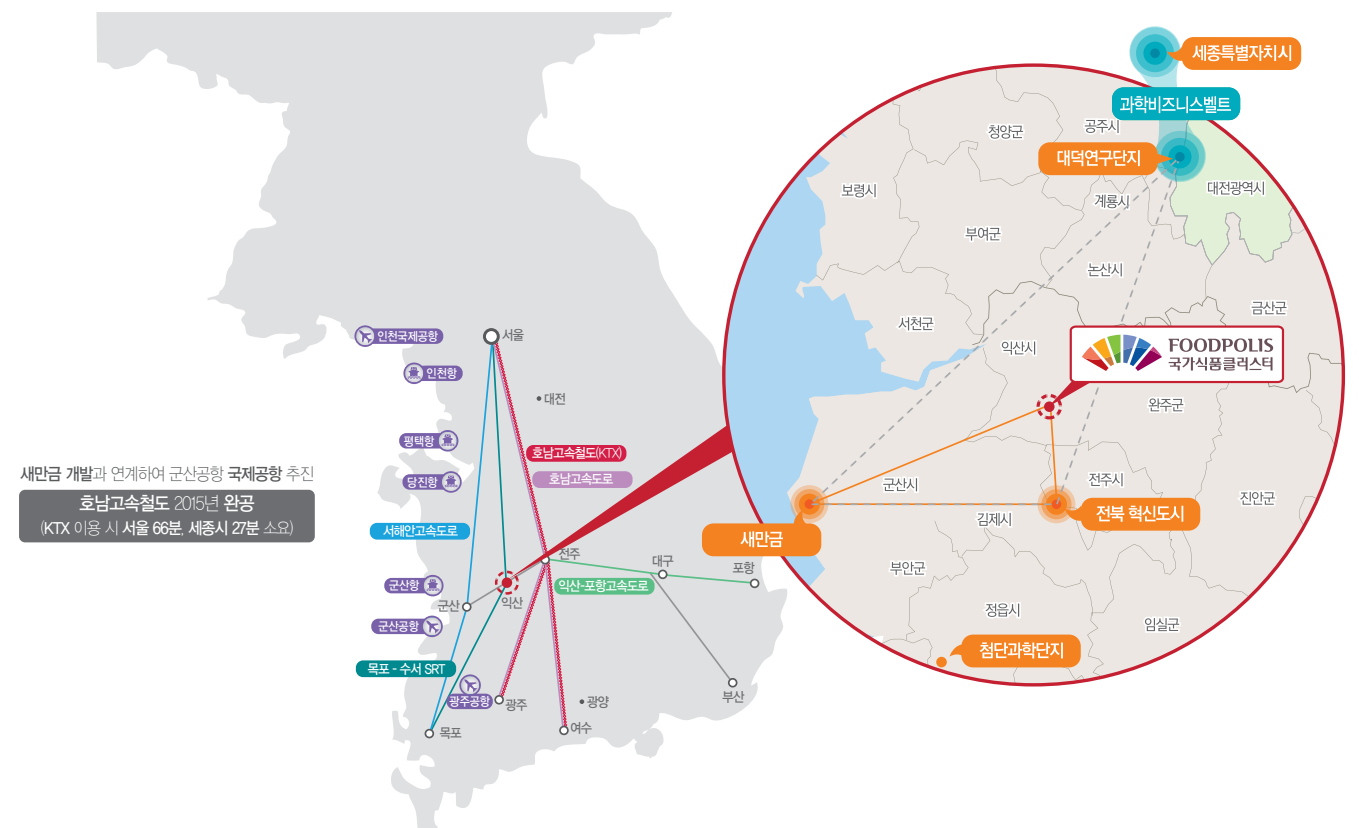 새만금 개발과 연계하여 군산공항 국제공항 추진
호남고속철도 2015년 완공
(KTX 이용 시 서울 66분, 세종시 27분 소요)
인천국제공항
서울
인천항
대전
평택항
호남고속철도(KTX)
당진항
호남고속도로
서해안고속도로
전주
대구
포항
군산항
익산-포항고속도로
군산
익산
군산공항
목포 - 수서 SRT
광주공항
광주
광양
부산
목포
여수
세종특별자치시
과학비즈니스벨트
청양군
공주시
대덕연구단지
보령시
계룡시
대전광역시
부여군
논산시
금산군
서천군
익산시
FOODPOLIS
국가식품클러스터
완주군
군산시
전주시
진안군
새만금
김제시
전북 혁신도시
부안군
정읍시
임실군
첨단과학단지